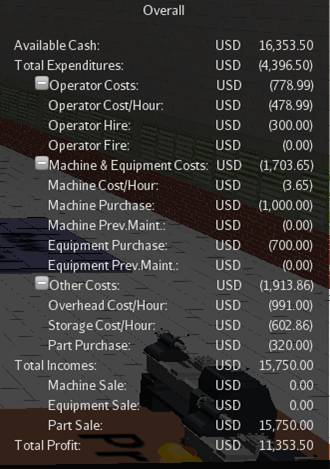 Overall
Available Cash: USD 16,353.50
Total Expenditures: USD (4,396.50)
Operator Costs: USD (778.99)
Operator Cost/Hour: USD (478.99)
Operator Hire: USD (300.00)
Operator Fire: USD (0.00)
Machine & Equipment Costs: USD (1,703.65)
Machine Cost/Hour: USD (3.65)
Machine Purchase: USD (1,000.00)
Machine Prev.Maint.: USD (0.00)
Equipment Purchase: USD (700.00)
Equipment Prev.Maint.: USD (0.00)
Other Costs: USD (1,913.86)
Overhead Cost/Hour: USD (991.00)
Storage Cost/Hour: USD (602.86)
Part Purchase: USD (320.00)
Total Incomes: USD 15,750.00
Machine Sale: USD 0.00
Equipment Sale: USD 0.00
Part Sale: USD 15,750.00
Total Profit: USD 11,353.50